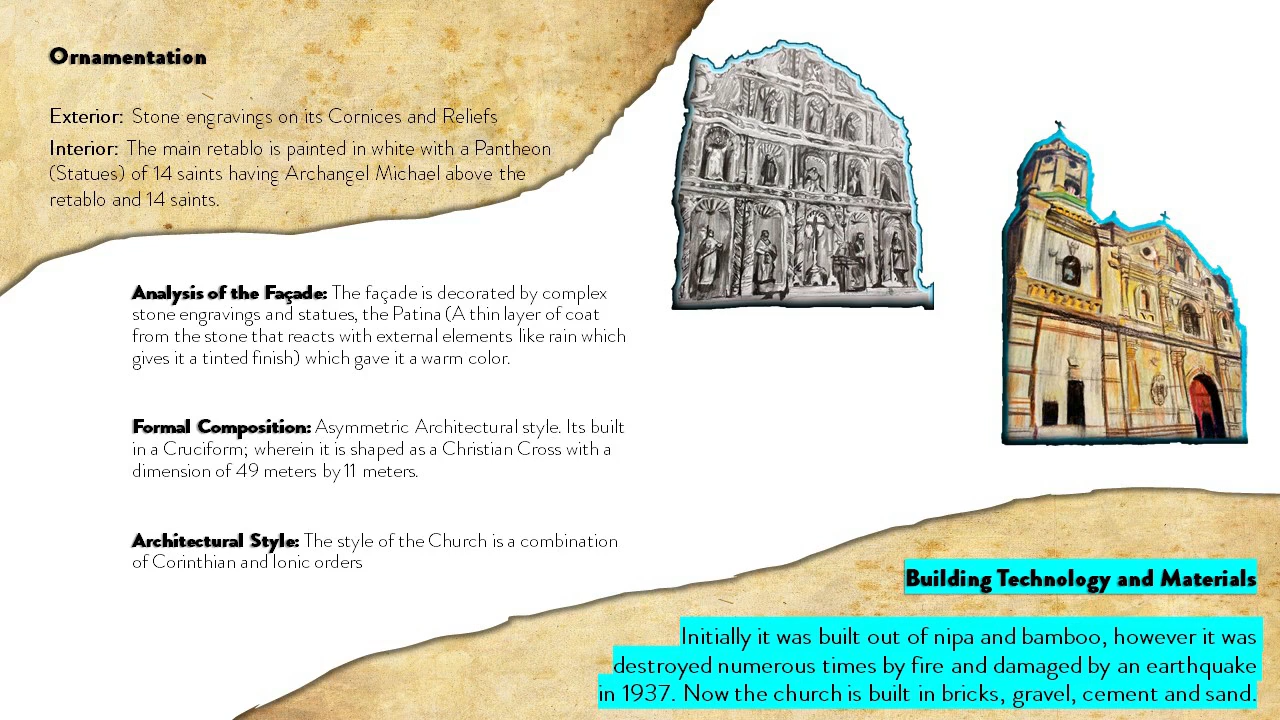 Ornamentation
Exterior: Stone engravings on its Cornices and Reliefs
Interior: The main retablo is painted in white with a Pantheon
(Statues) of 14 saints having Archangel Michael above the
retablo and 14 saints.
Analysis of the Façade: The façade is decorated by complex
stone engravings and statues, the Patina (A thin layer of coat
from the stone that reacts with external elements like rain which
gives it a tinted finish) which gave it a warm color.
Formal Composition: Asymmetric Architectural style. Its built
in a Cruciform; wherein it is shaped as a Christian Cross with a
dimension of 49 meters by 11 meters.
Architectural Style: The style of the Church is a combination
of Corinthian and Ionic orders
Building Technology and Materials
Initially it was built out of nipa and bamboo, however it was
destroyed numerous times by fire and damaged by an earthquake
in 1937. Now the church is built in bricks, gravel, cement and sand.